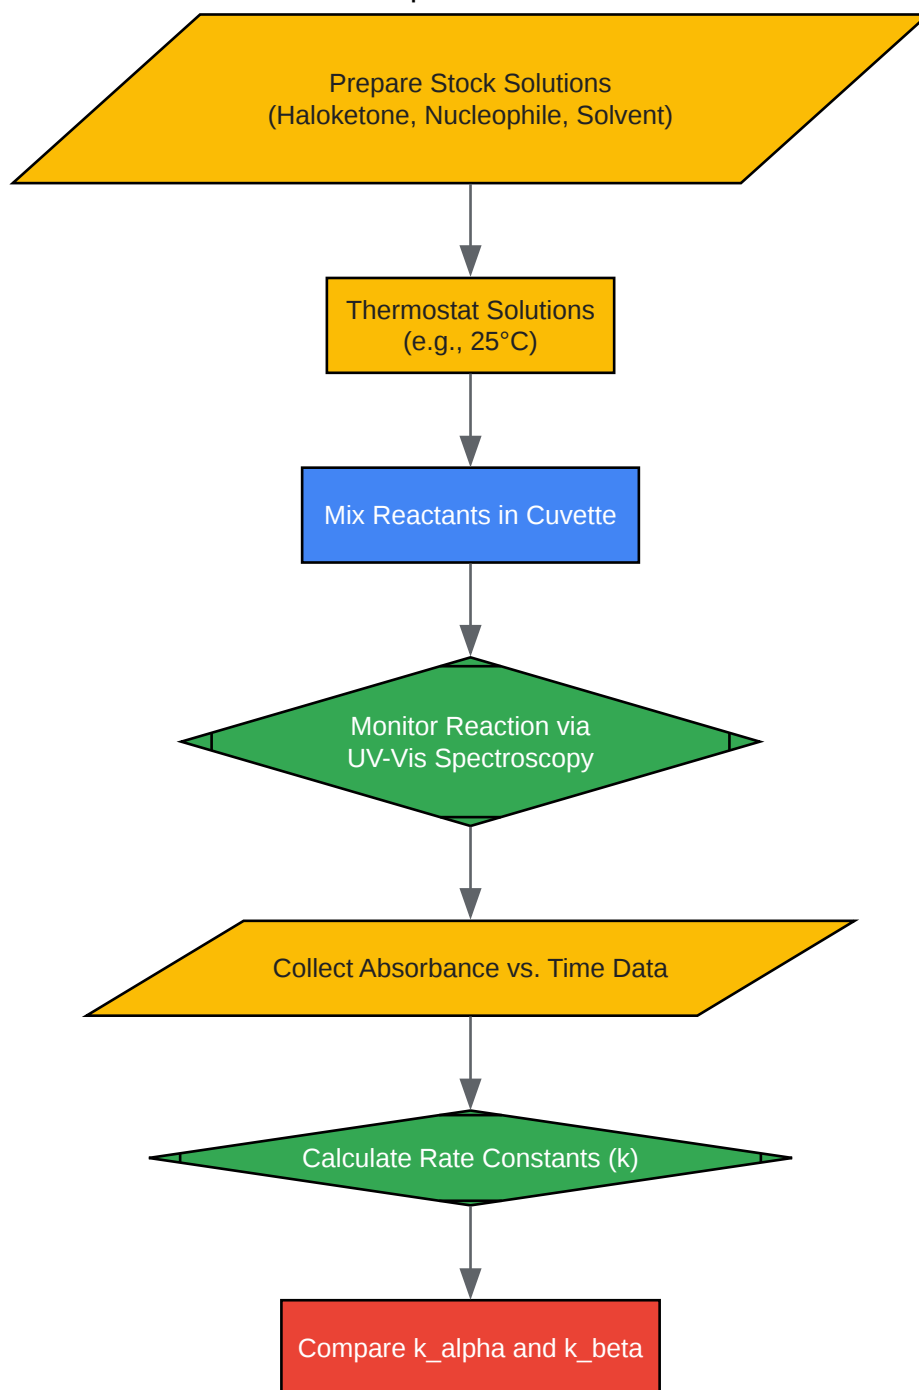 Prepare Stock Solutions
(Haloketone, Nucleophile, Solvent)
Thermostat Solutions
(e.g., 25°C)
Mix Reactants in Cuvette
Monitor Reaction via
UV-Vis Spectroscopy
Collect Absorbance vs. Time Data
Calculate Rate Constants (k)
Compare k_alpha and k_beta